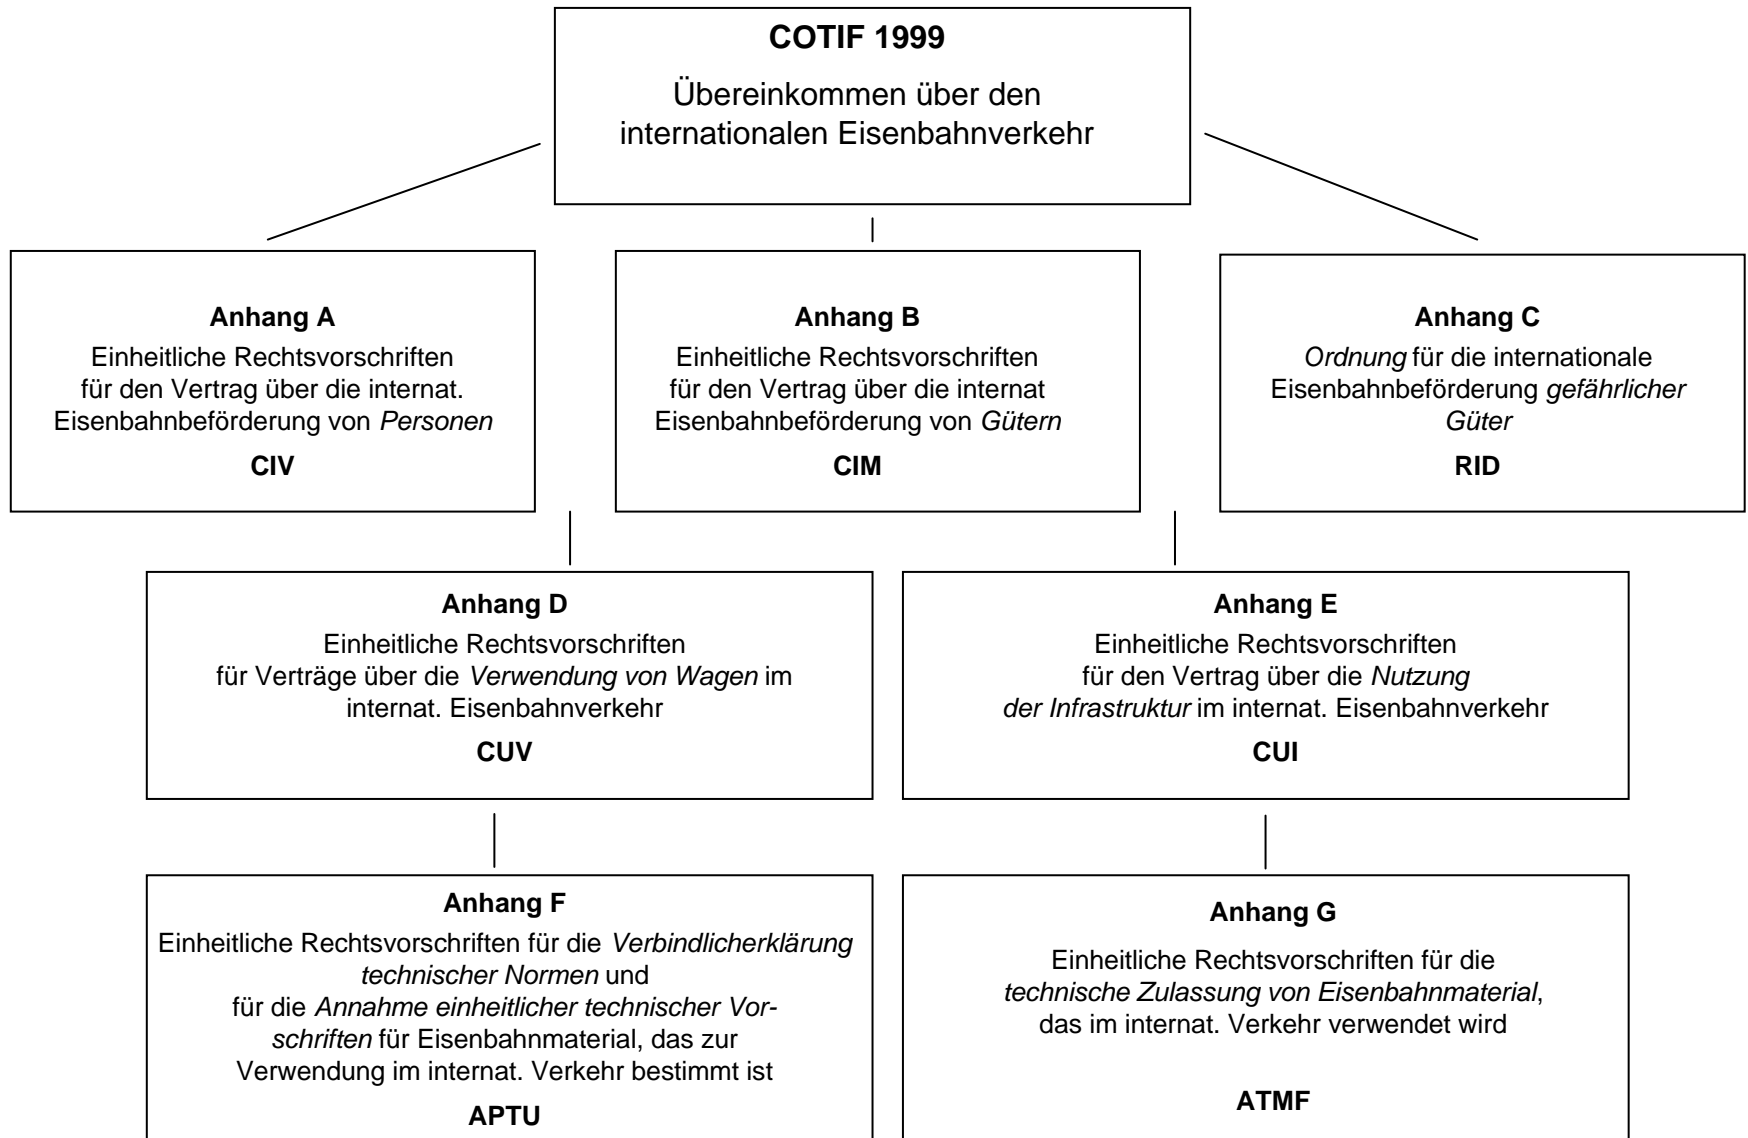 COTIF 1999
Übereinkommen über den
internationalen Eisenbahnverkehr
Anhang A
Einheitliche Rechtsvorschriften
für den Vertrag über die internat.
Eisenbahnbeförderung von Personen
CIV
Anhang B
Einheitliche Rechtsvorschriften
für den Vertrag über die internat
Eisenbahnbeförderung von Gütern
CIM
Anhang C
Ordnung für die internationale
Eisenbahnbeförderung gefährlicher
Güter
RID
Anhang D
Einheitliche Rechtsvorschriften
für Verträge über die Verwendung von Wagen im
internat. Eisenbahnverkehr
CUV
Anhang E
Einheitliche Rechtsvorschriften
für den Vertrag über die Nutzung
der Infrastruktur im internat. Eisenbahnverkehr
CUI
Anhang F
Einheitliche Rechtsvorschriften für die Verbindlicherklärung
technischer Normen und
für die Annahme einheitlicher technischer Vor-
schriften für Eisenbahnmaterial, das zur
Verwendung im internat. Verkehr bestimmt ist
APTU
Anhang G
Einheitliche Rechtsvorschriften für die
technische Zulassung von Eisenbahnmaterial,
das im internat. Verkehr verwendet wird
ATMF